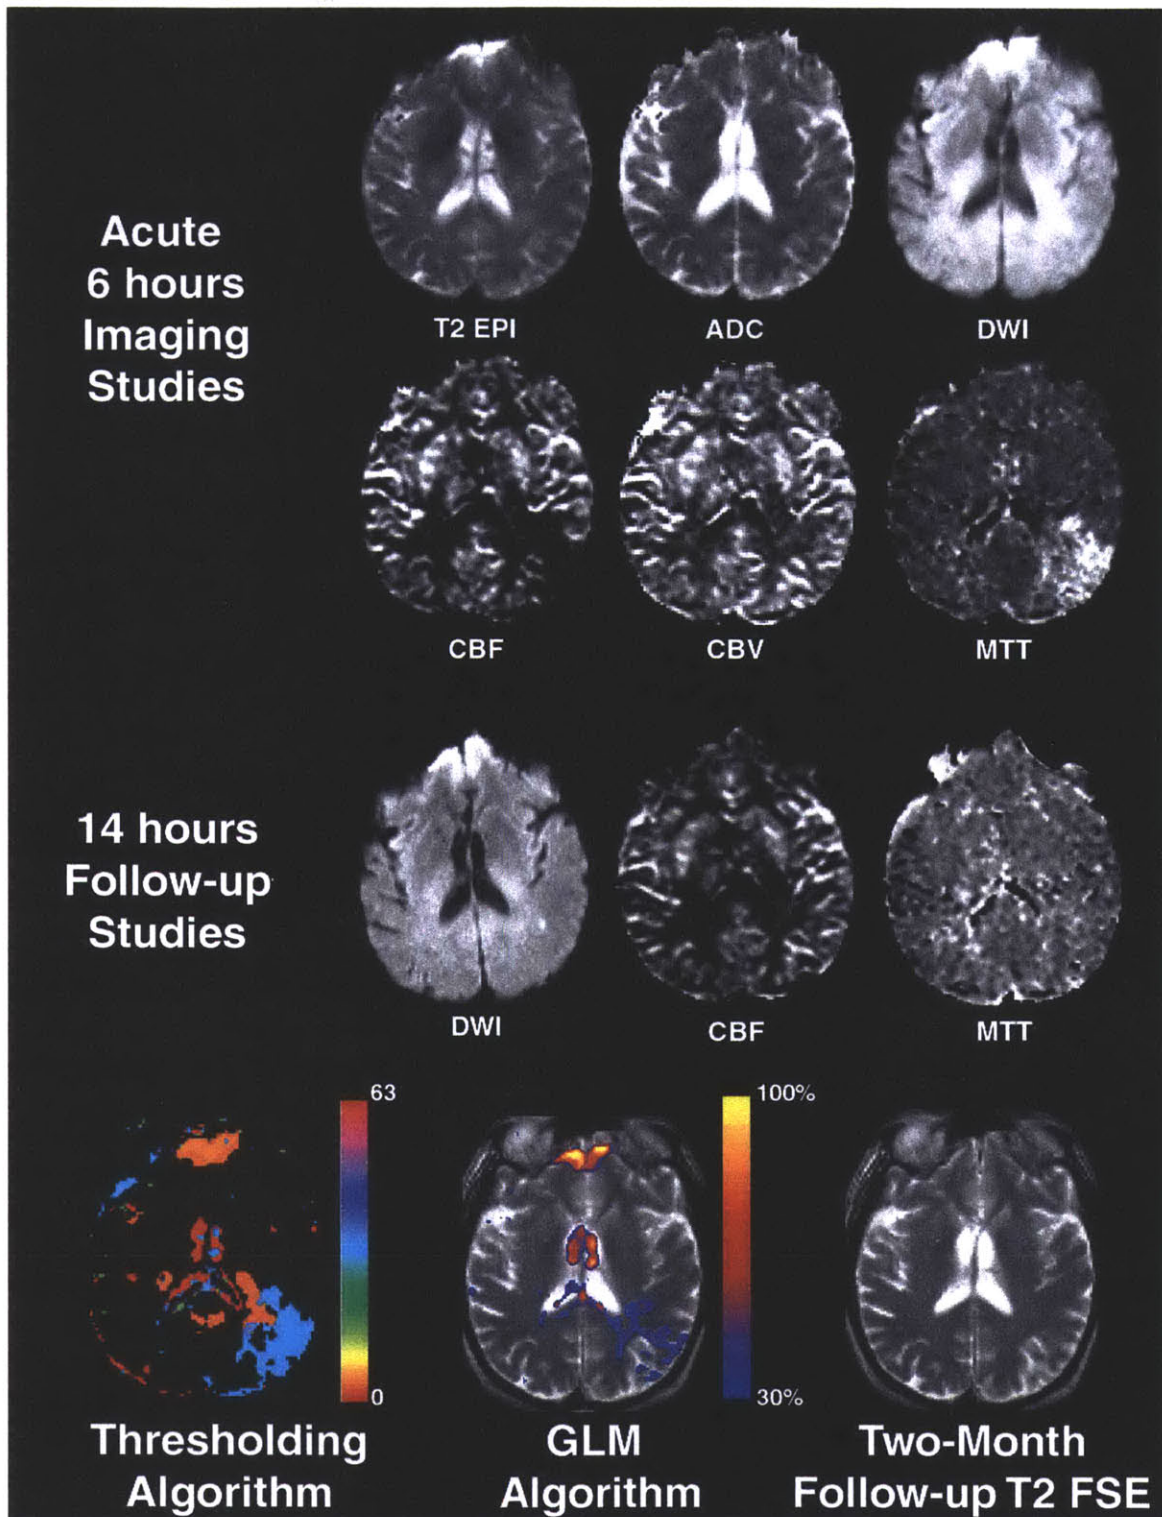 Acute
6 hours
Imaging
Studies
T2 EPI
ADC
DWI
CBF
CBV
MTT
14 hours
Follow-up
Studies
DWI
CBF
MTT
63
0
100%
30%
Thresholding
Algorithm
GLM
Algorithm
Two-Month
Follow-up T2 FSE